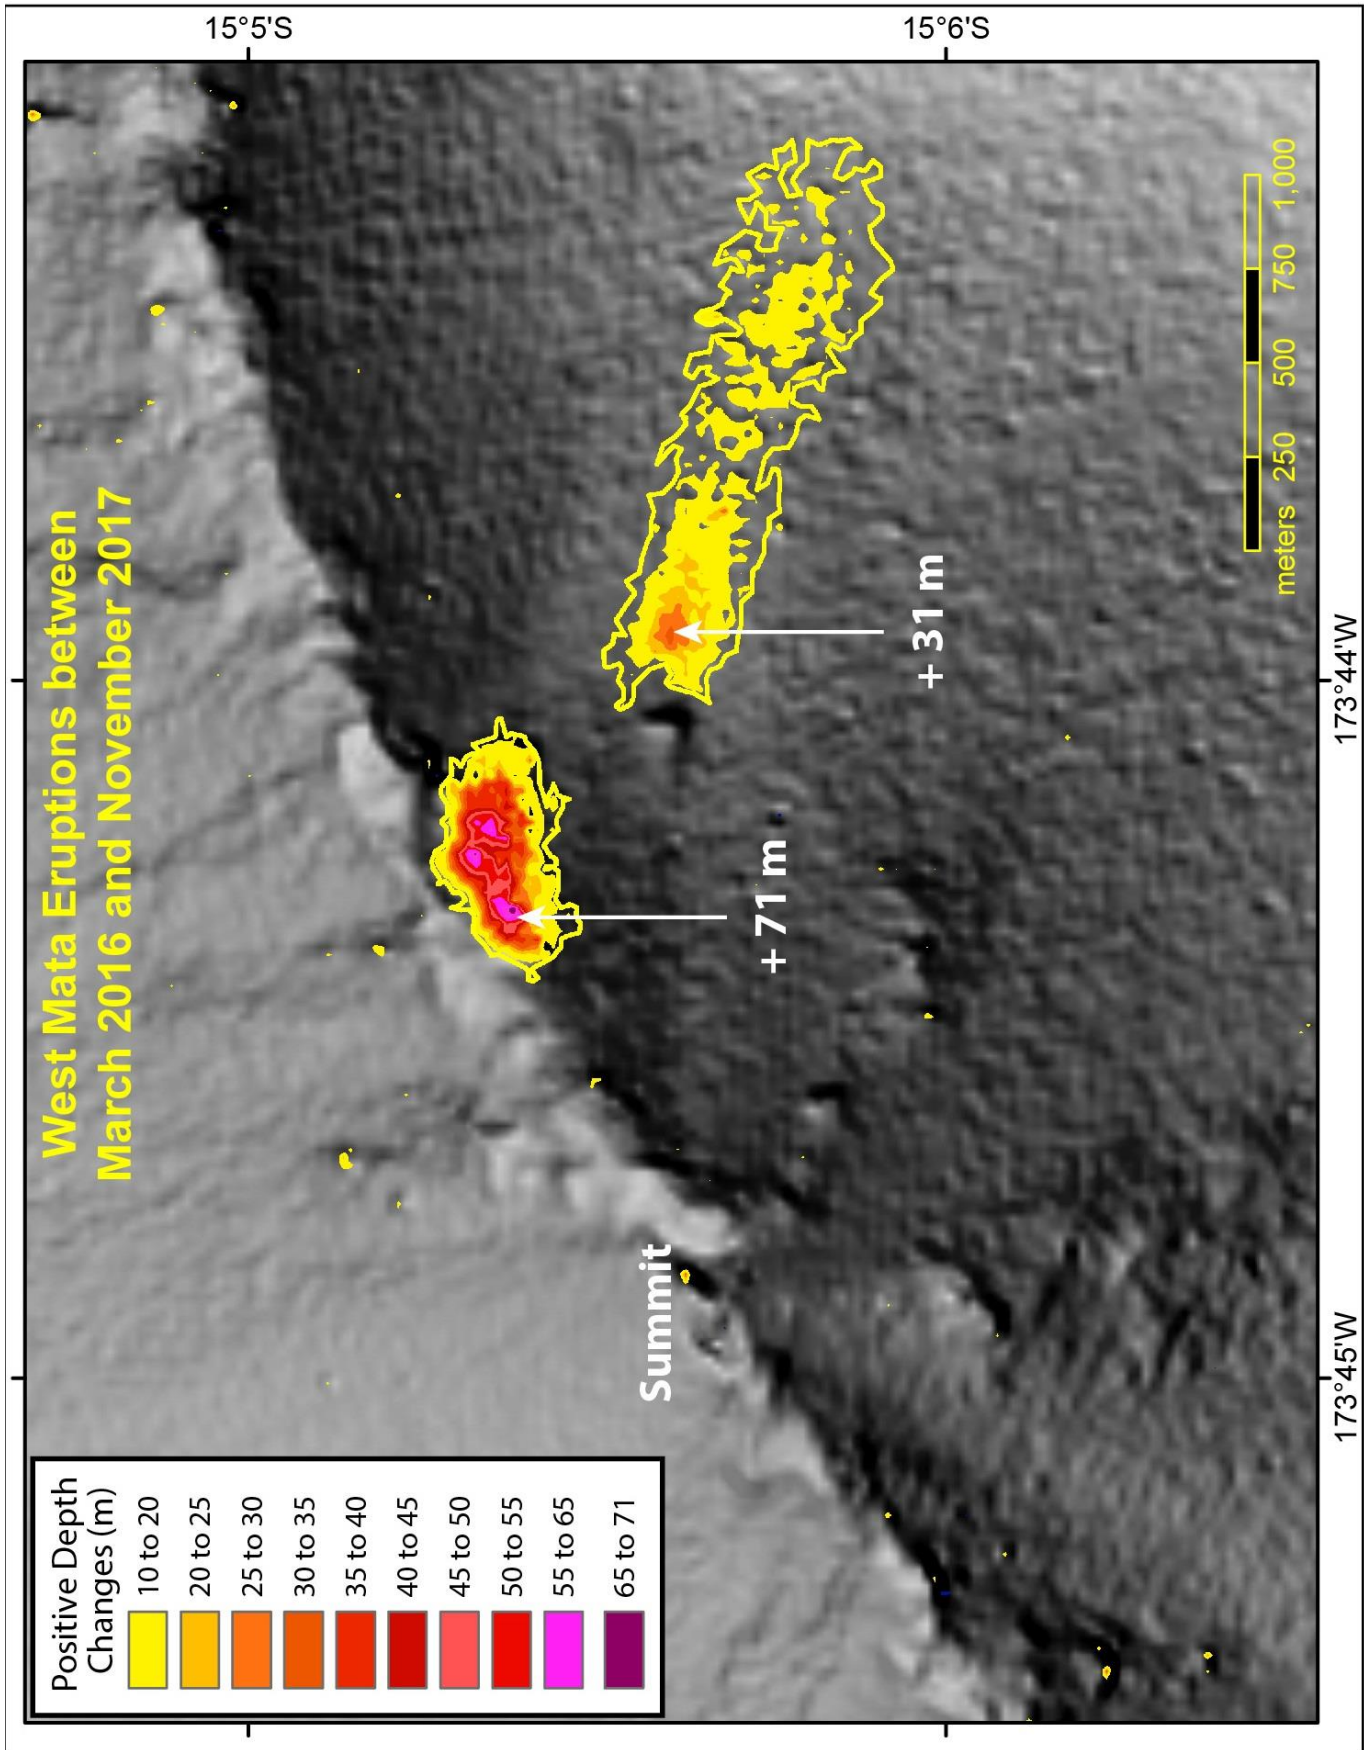 West Mata Eruptions between
March 2016 and November 2017
15°5'S
15°6'S
173°45'W
173°44'W
Summit
+ 71 m
+ 31 m
Positive Depth
Changes (m)
10 to 20
20 to 25
25 to 30
30 to 35
35 to 40
40 to 45
45 to 50
50 to 55
55 to 65
65 to 71
meters 250 500 750 1,000